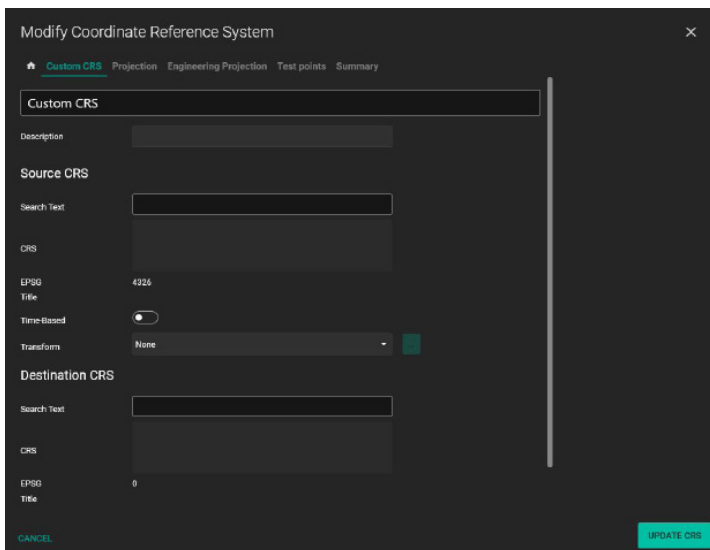 Modify Coordinate Reference System
Custom CRS Projection Engineering Projection Test points Summary
Custom CRS
Description
Source CRS
Search Text
CRS
EPSG 4326
Title
Time-Based
Transform None
Destination CRS
Search Text
CRS
EPSG 0
Title
CANCEL UPDATE CRS